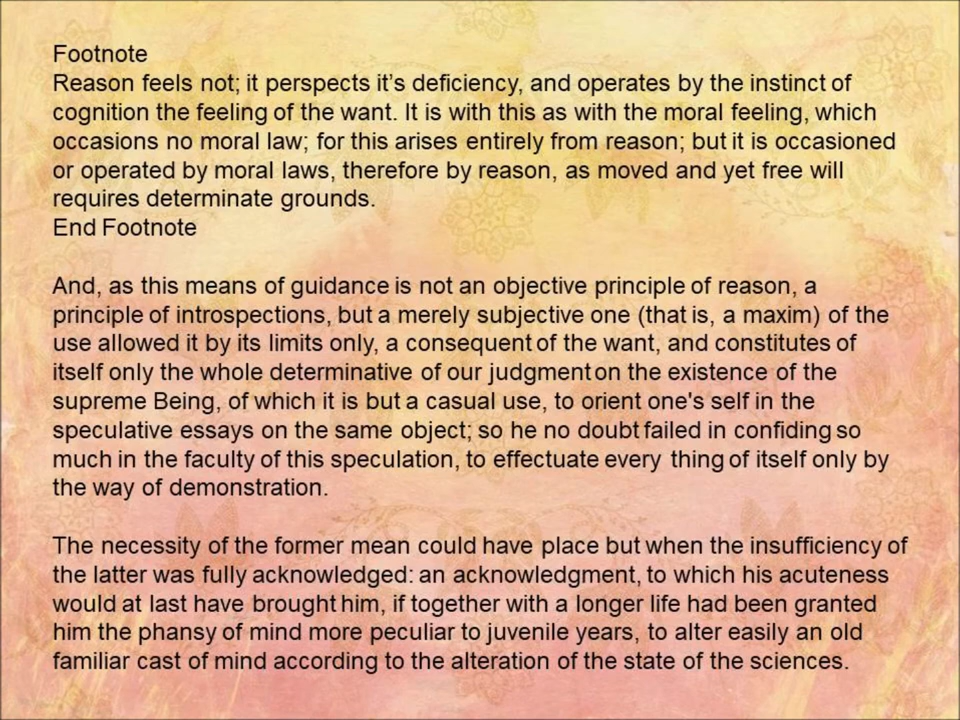 Footnote
Reason feels not; it perspects it’s deficiency, and operates by the instinct of
cognition the feeling of the want. It is with this as with the moral feeling, which
occasions no moral law; for this arises entirely from reason; but it is occasioned
or operated by moral laws, therefore by reason, as moved and yet free will
requires determinate grounds.
End Footnote
And, as this means of guidance is not an objective principle of reason, a
principle of introspections, but a merely subjective one (that is, a maxim) of the
use allowed it by its limits only, a consequent of the want, and constitutes of
itself only the whole determinative of our judgment on the existence of the
supreme Being, of which it is but a casual use, to orient one's self in the
speculative essays on the same object; so he no doubt failed in confiding so
much in the faculty of this speculation, to effectuate every thing of itself only by
the way of demonstration.
The necessity of the former mean could have place but when the insufficiency of
the latter was fully acknowledged: an acknowledgment, to which his acuteness
would at last have brought him, if together with a longer life had been granted
him the phansy of mind more peculiar to juvenile years, to alter easily an old
familiar cast of mind according to the alteration of the state of the sciences.